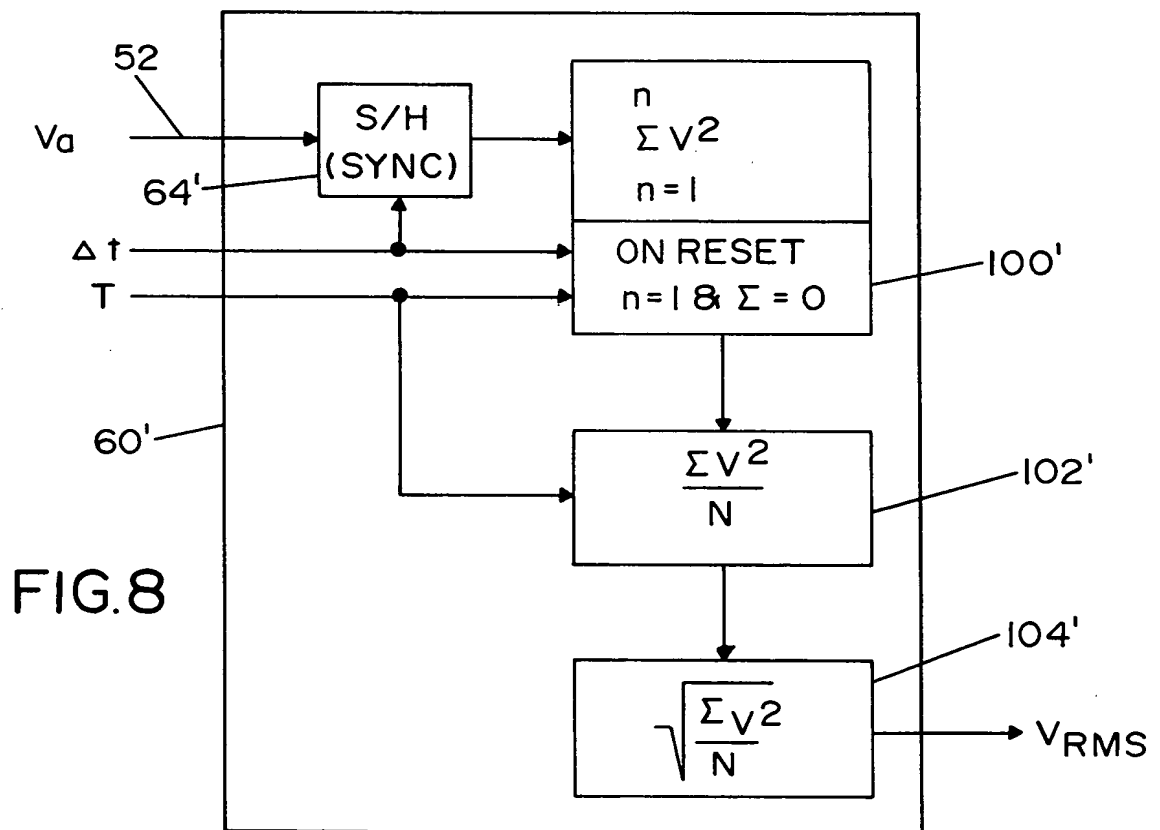 52
Va
S/H
(SYNC)
64'
Δt
T
n
Σ V²
n=1
ON RESET
n=1 & Σ=0
100'
60'
ΣV²
N
102'
FIG.8
104'
√ΣV²
N
VRMS